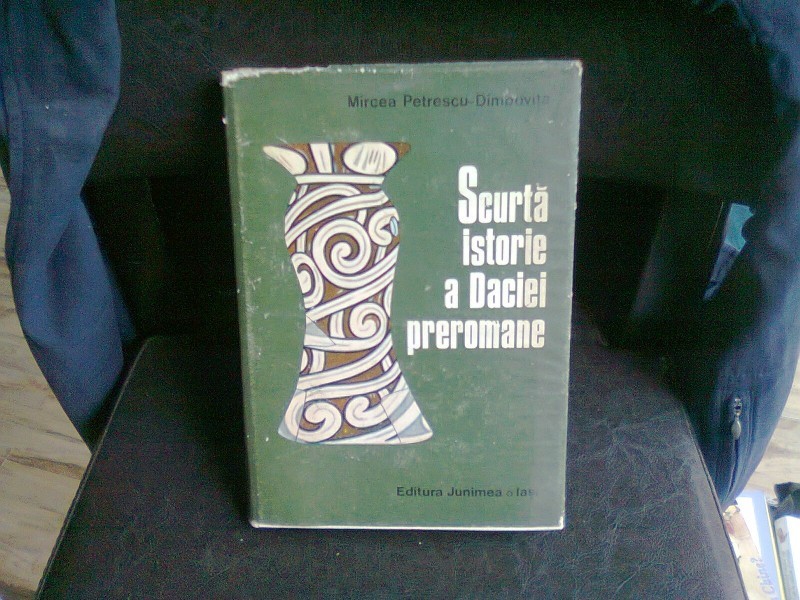 Mircea Petrescu-Dîmbovița
Scurtă
istorie
a Daciei
preromane
Editura Junimea